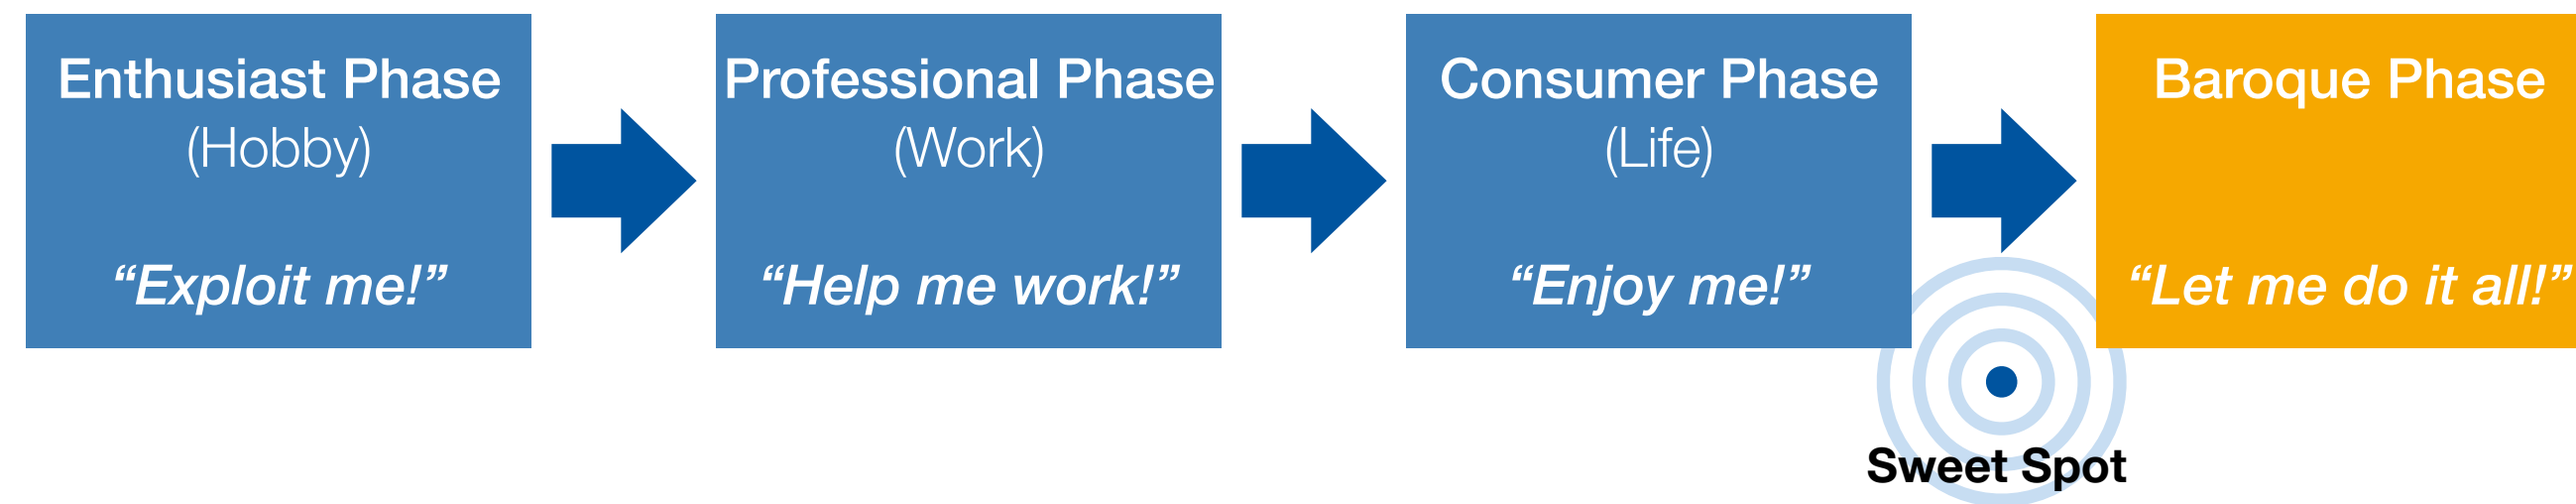 Enthusiast Phase
(Hobby)
“Exploit me!”
Professional Phase
(Work)
“Help me work!”
Consumer Phase
(Life)
“Enjoy me!”
Baroque Phase
“Let me do it all!”
Sweet Spot